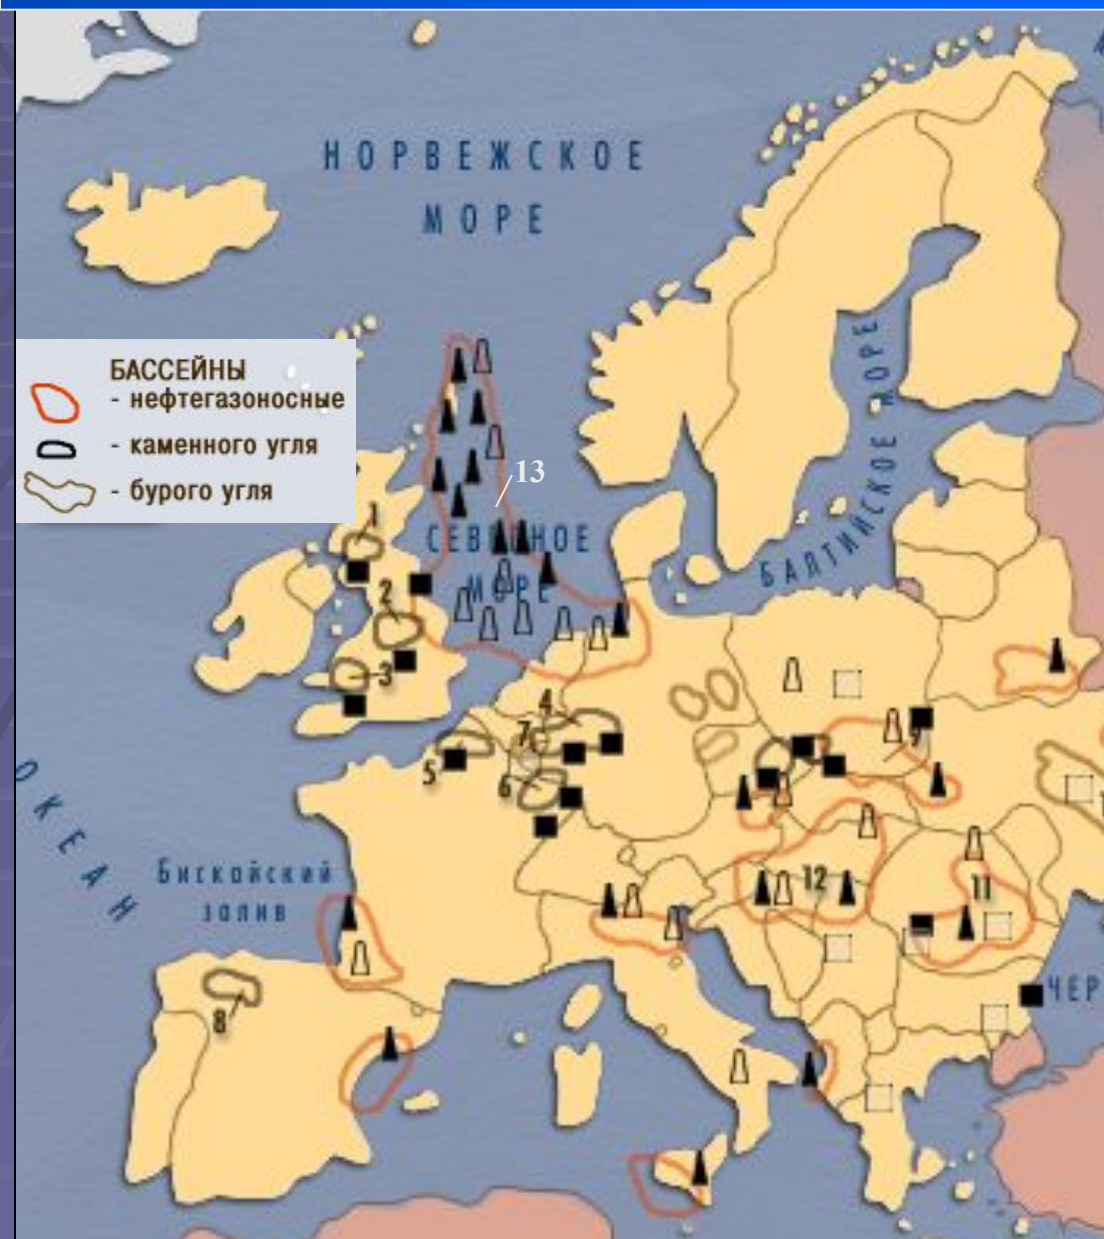 НОРВЕЖСКОЕ
МОРЕ
БАССЕЙНЫ
- нефтегазоносные
- каменного угля
- бурого угля
13
СЕВЕРНОЕ
МОРЕ
БАЛТИЙСКОЕ МОРЕ
1
2
3
4
7
5
6
9
12
11
ОКЕАН
Бискайский
залив
8
ЧЕР